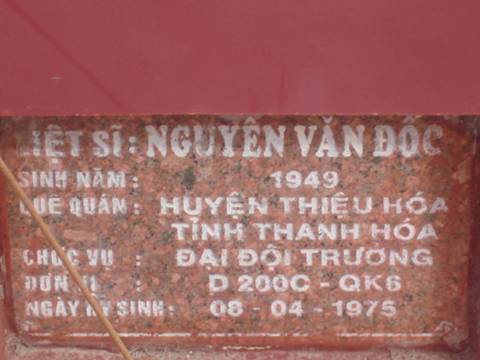 LIỆT SĨ: NGUYỄN VĂN ĐỐC
SINH NĂM: 1949
QUÊ QUÁN: HUYỆN THIỆU HÓA
TỈNH THANH HÓA
CHỨC VỤ: ĐẠI ĐỘI TRƯỞNG
ĐƠN VỊ: D 200C - QK6
NGÀY HY SINH: 08 - 04 - 1975